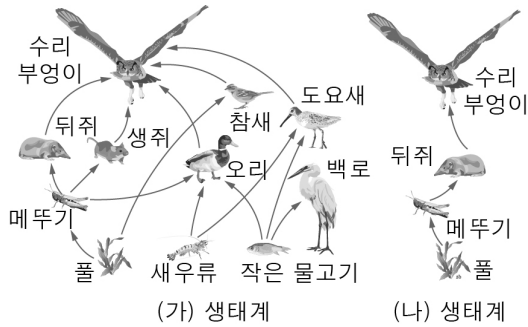 수리
부엉이
뒤쥐
생쥐
참새
도요새
오리
백로
메뚜기
풀
새우류
작은 물고기
(가) 생태계
수리
부엉이
뒤쥐
메뚜기
풀
(나) 생태계